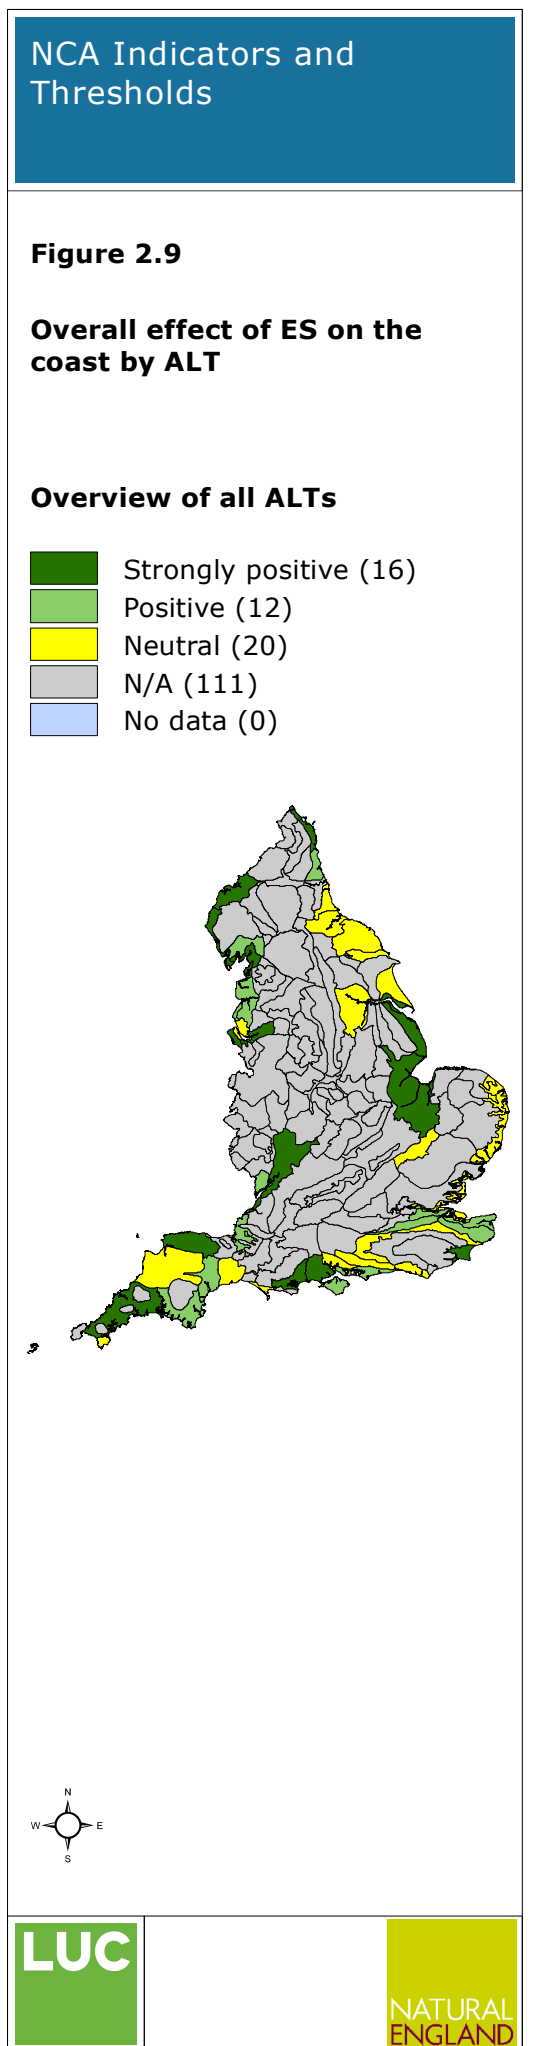 NCA Indicators and
Thresholds
Figure 2.9
Overall effect of ES on the
coast by ALT
Overview of all ALTs
Strongly positive (16)
Positive (12)
Neutral (20)
N/A (111)
No data (0)
N
W
E
S
LUC
NATURAL
ENGLAND